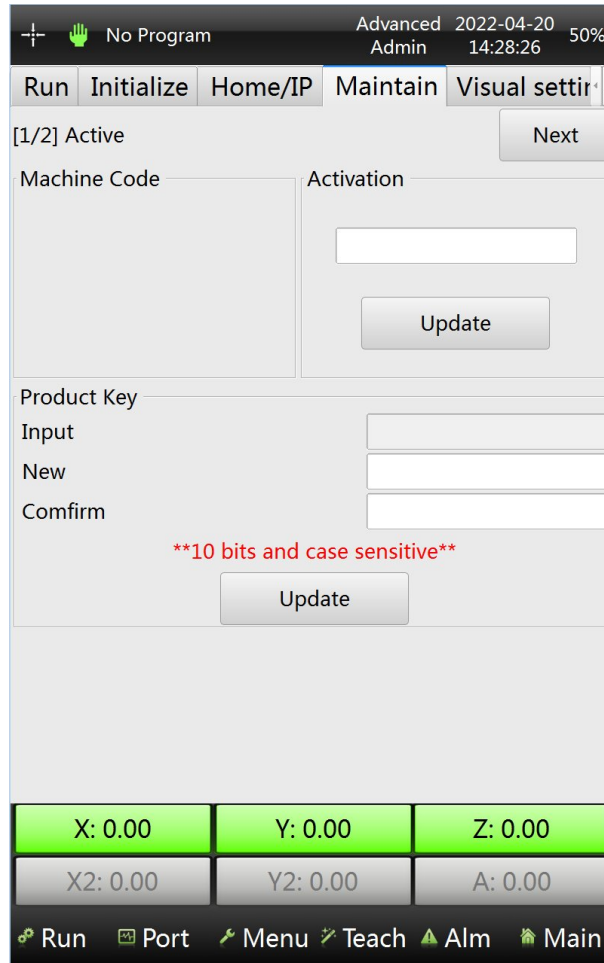 No Program
Advanced
Admin
2022-04-20
14:28:26
50%
Run Initialize Home/IP Maintain Visual settin
[1/2] Active
Next
Machine Code
Activation
Update
Product Key
Input
New
Comfirm
**10 bits and case sensitive**
Update
X: 0.00 Y: 0.00 Z: 0.00
X2: 0.00 Y2: 0.00 A: 0.00
Run Port Menu Teach Alm Main